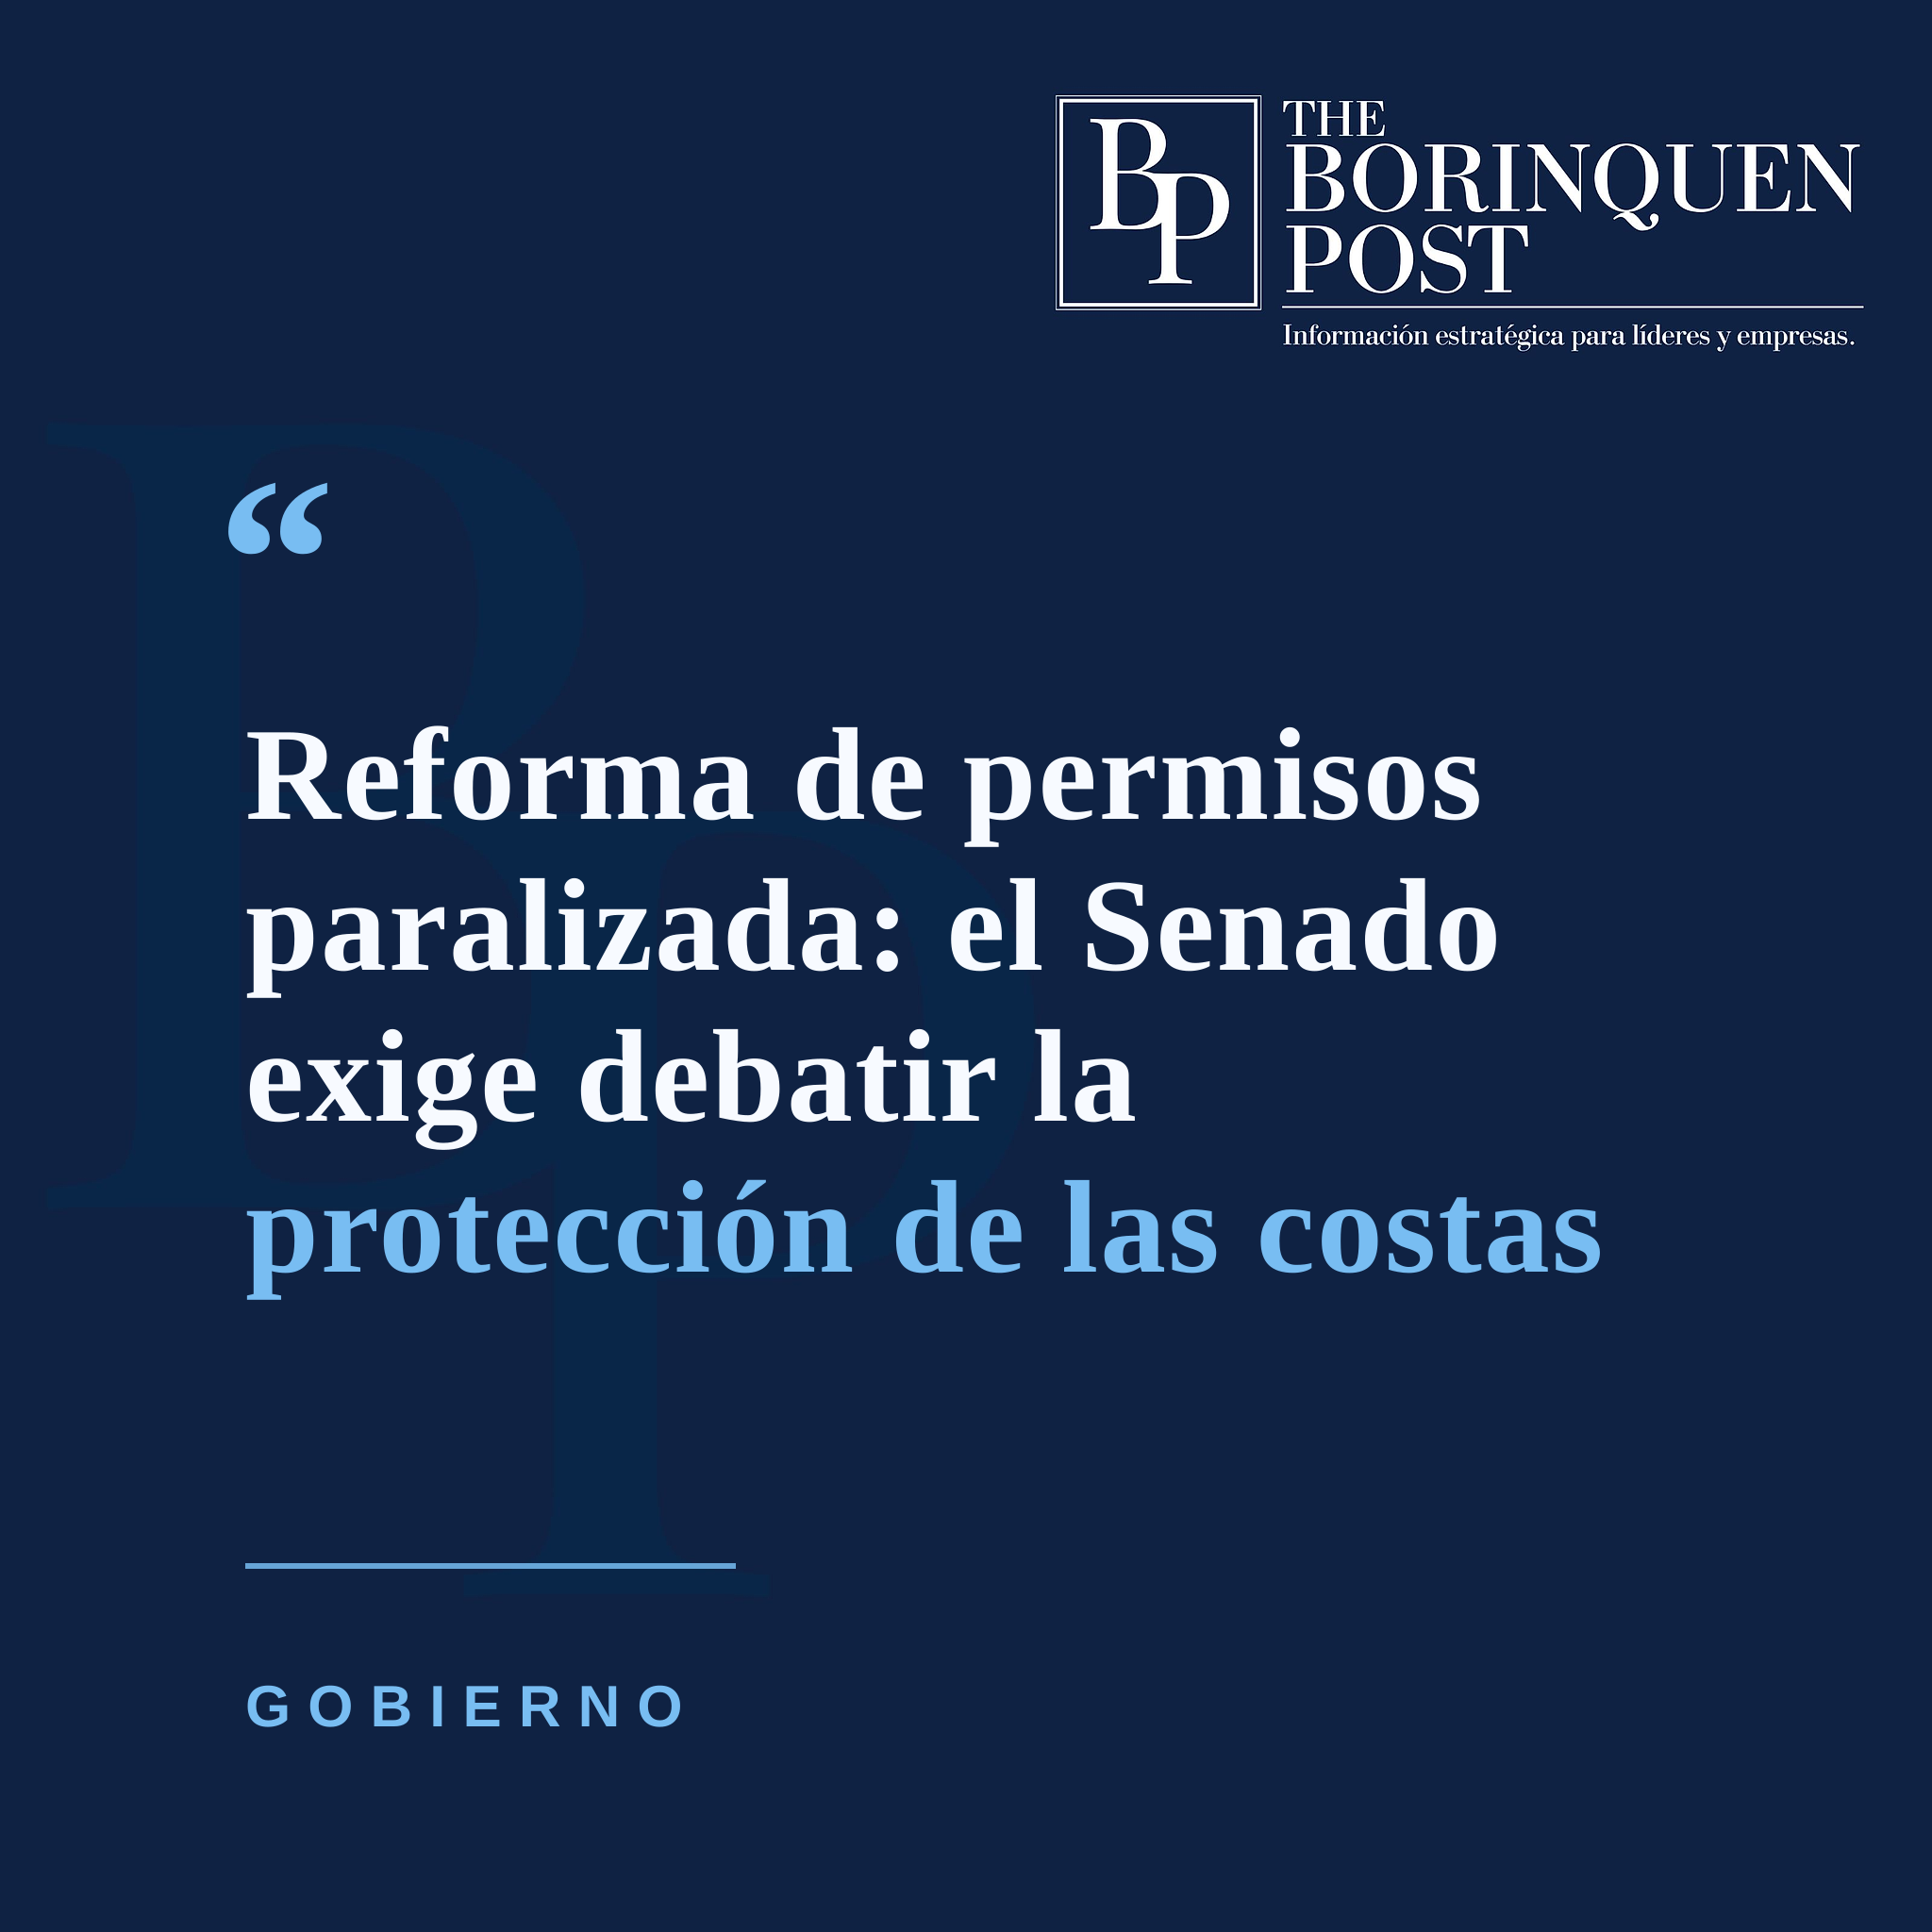 BP
THE
BORINQUEN
POST
Información estratégica para líderes y empresas.
“
Reforma de permisos
paralizada: el Senado
exige debatir la
protección de las costas
GOBIERNO